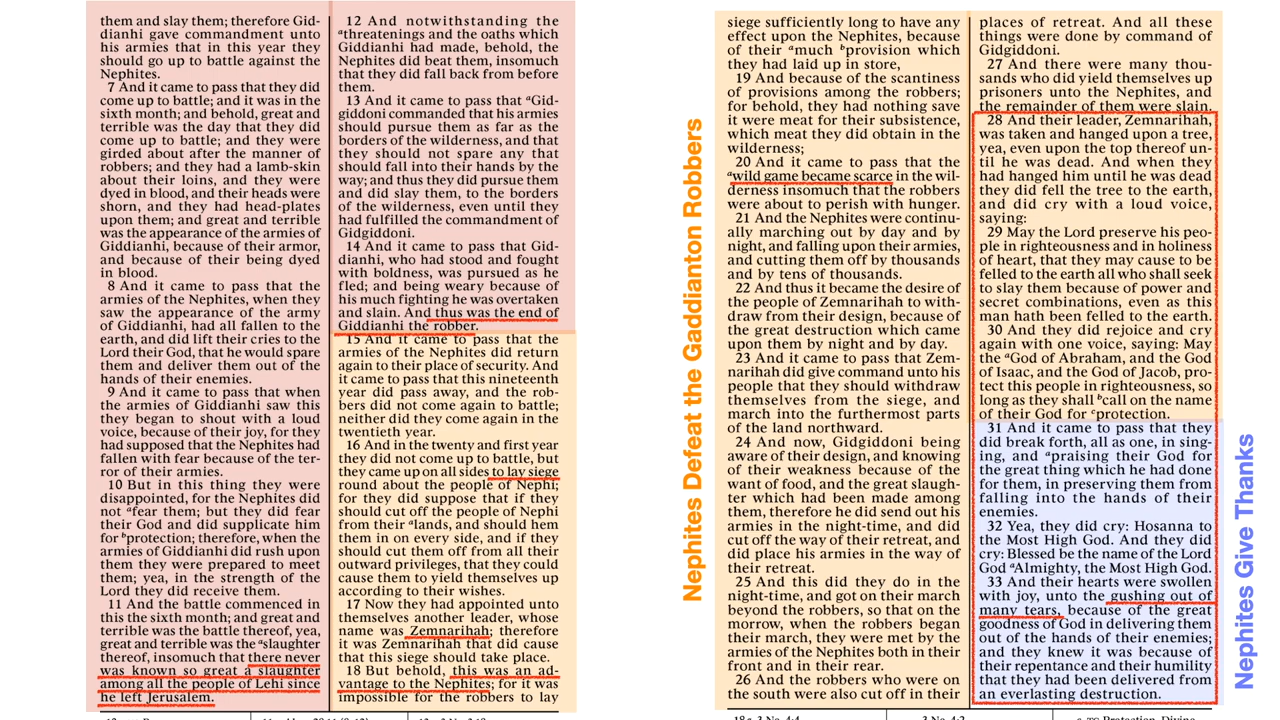 them and slay them; therefore Gid-
dianhi gave commandment unto
his armies that in this year they
should go up to battle against the
Nephites.
7 And it came to pass that they did
come up to battle; and it was in the
sixth month; and behold, great and
terrible was the day that they did
come up to battle; and they were
girded about after the manner of
robbers; and they had a lamb-skin
about their loins, and they were
dyed in blood, and their heads were
shorn, and they had head-plates
upon them; and great and terrible
was the appearance of the armies of
Giddianhi, because of their armor,
and because of their being dyed
in blood.
8 And it came to pass that the
armies of the Nephites, when they
saw the appearance of the army
of Giddianhi, had all fallen to the
earth, and did lift their cries to the
Lord their God, that he would spare
them and deliver them out of the
hands of their enemies.
9 And it came to pass that when
the armies of Giddianhi saw this
they began to shout with a loud
voice, because of their joy, for they
had supposed that the Nephites had
fallen with fear because of the ter-
ror of their armies.
10 But in this thing they were
disappointed, for the Nephites did
not ᵃfear them; but they did fear
their God and did supplicate him
for ᵇprotection; therefore, when the
armies of Giddianhi did rush upon
them they were prepared to meet
them; yea, in the strength of the
Lord they did receive them.
11 And the battle commenced in
this the sixth month; and great and
terrible was the battle thereof, yea,
great and terrible was the ᵃslaughter
thereof, insomuch that there never
was known so great a slaughter
among all the people of Lehi since
he left Jerusalem.
12 And notwithstanding the
ᵃthreatenings and the oaths which
Giddianhi had made, behold, the
Nephites did beat them, insomuch
that they did fall back from before
them.
13 And it came to pass that ᵃGid-
giddoni commanded that his armies
should pursue them as far as the
borders of the wilderness, and that
they should not spare any that
should fall into their hands by the
way; and thus they did pursue them
and did slay them, to the borders
of the wilderness, even until they
had fulfilled the commandment of
Gidgiddoni.
14 And it came to pass that Gid-
dianhi, who had stood and fought
with boldness, was pursued as he
fled; and being weary because of
his much fighting he was overtaken
and slain. And thus was the end of
Giddianhi the robber.
15 And it came to pass that the
armies of the Nephites did return
again to their place of security. And
it came to pass that this nineteenth
year did pass away, and the rob-
bers did not come again to battle;
neither did they come again in the
twentieth year.
16 And in the twenty and first year
they did not come up to battle, but
they came up on all sides to lay siege
round about the people of Nephi;
for they did suppose that if they
should cut off the people of Nephi
from their ᵃlands, and should hem
them in on every side, and if they
should cut them off from all their
outward privileges, that they could
cause them to yield themselves up
according to their wishes.
17 Now they had appointed unto
themselves another leader, whose
name was Zemnarihah; therefore
it was Zemnarihah that did cause
that this siege should take place.
18 But behold, this was an ad-
vantage to the Nephites; for it was
impossible for the robbers to lay
Nephites Defeat the Gaddianton Robbers
siege sufficiently long to have any
effect upon the Nephites, because
of their ᵃmuch ᵇprovision which
they had laid up in store,
19 And because of the scantiness
of provisions among the robbers;
for behold, they had nothing save
it were meat for their subsistence,
which meat they did obtain in the
wilderness;
20 And it came to pass that the
ᵃwild game became scarce in the wil-
derness insomuch that the robbers
were about to perish with hunger.
21 And the Nephites were continu-
ally marching out by day and by
night, and falling upon their armies,
and cutting them off by thousands
and by tens of thousands.
22 And thus it became the desire of
the people of Zemnarihah to with-
draw from their design, because of
the great destruction which came
upon them by night and by day.
23 And it came to pass that Zem-
narihah did give command unto his
people that they should withdraw
themselves from the siege, and
march into the furthermost parts
of the land northward.
24 And now, Gidgiddoni being
aware of their design, and knowing
of their weakness because of the
want of food, and the great slaugh-
ter which had been made among
them, therefore he did send out his
armies in the night-time, and did
cut off the way of their retreat, and
did place his armies in the way of
their retreat.
25 And this did they do in the
night-time, and got on their march
beyond the robbers, so that on the
morrow, when the robbers began
their march, they were met by the
armies of the Nephites both in their
front and in their rear.
26 And the robbers who were on
the south were also cut off in their
places of retreat. And all these
things were done by command of
Gidgiddoni.
27 And there were many thou-
sands who did yield themselves up
prisoners unto the Nephites, and
the remainder of them were slain.
28 And their leader, Zemnarihah,
was taken and hanged upon a tree,
yea, even upon the top thereof un-
til he was dead. And when they
had hanged him until he was dead
they did fell the tree to the earth,
and did cry with a loud voice,
saying:
29 May the Lord preserve his peo-
ple in righteousness and in holiness
of heart, that they may cause to be
felled to the earth all who shall seek
to slay them because of power and
secret combinations, even as this
man hath been felled to the earth.
30 And they did rejoice and cry
again with one voice, saying: May
the ᵃGod of Abraham, and the God
of Isaac, and the God of Jacob, pro-
tect this people in righteousness, so
long as they shall ᵇcall on the name
of their God for ᶜprotection.
31 And it came to pass that they
did break forth, all as one, in sing-
ing, and ᵃpraising their God for
the great thing which he had done
for them, in preserving them from
falling into the hands of their
enemies.
32 Yea, they did cry: Hosanna to
the Most High God. And they did
cry: Blessed be the name of the Lord
God ᵃAlmighty, the Most High God.
33 And their hearts were swollen
with joy, unto the gushing out of
many tears, because of the great
goodness of God in delivering them
out of the hands of their enemies;
and they knew it was because of
their repentance and their humility
that they had been delivered from
an everlasting destruction.
Nephites Give Thanks